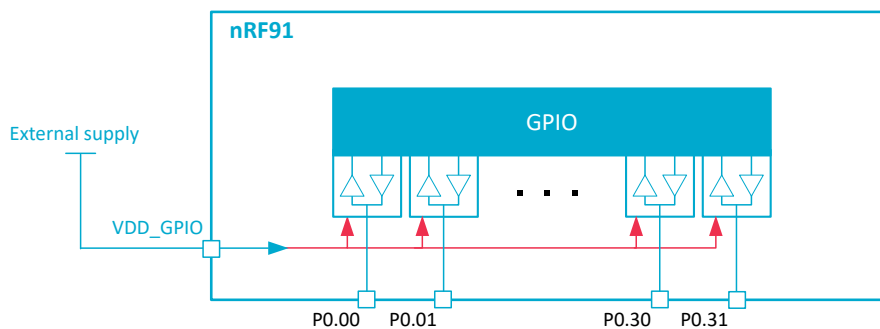 nRF91
GPIO
External supply
VDD_GPIO
P0.00
P0.01
P0.30
P0.31